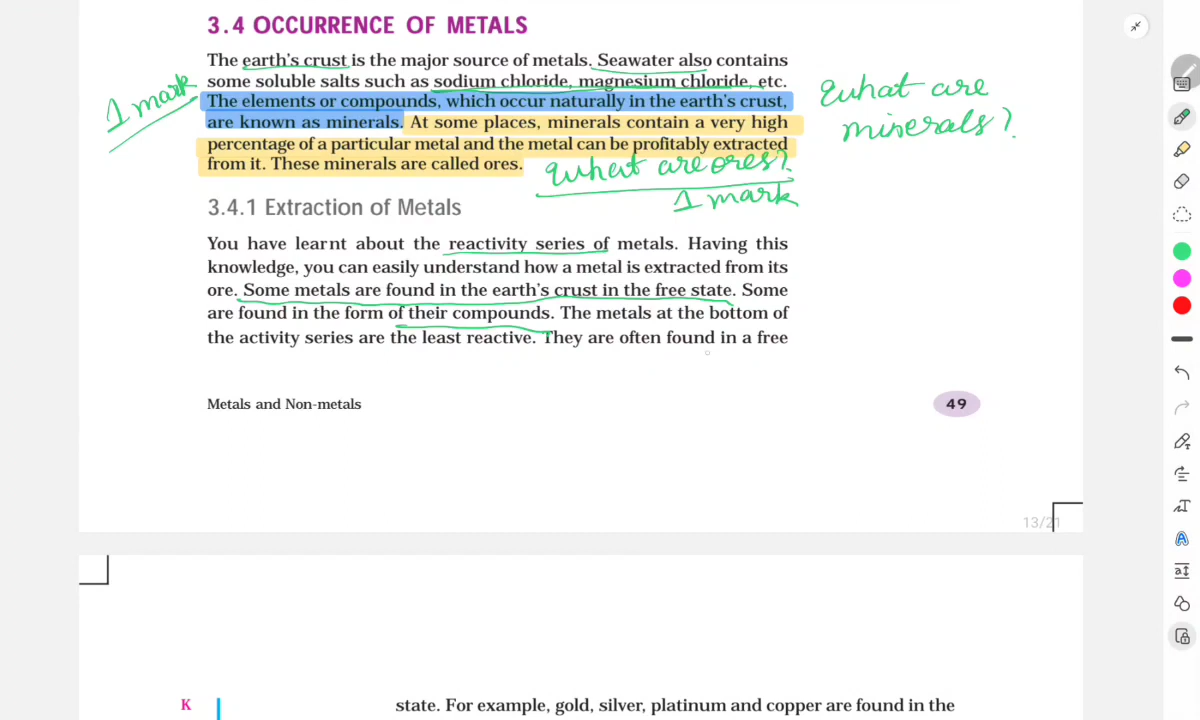 3.4 OCCURRENCE OF METALS
The earth's crust is the major source of metals. Seawater also contains
some soluble salts such as sodium chloride, magnesium chloride, etc.
1 mark
The elements or compounds, which occur naturally in the earth's crust,
are known as minerals. At some places, minerals contain a very high
percentage of a particular metal and the metal can be profitably extracted
from it. These minerals are called ores.
what are
minerals?
what are ores?
1 mark
3.4.1 Extraction of Metals
You have learnt about the reactivity series of metals. Having this
knowledge, you can easily understand how a metal is extracted from its
ore. Some metals are found in the earth's crust in the free state. Some
are found in the form of their compounds. The metals at the bottom of
the activity series are the least reactive. They are often found in a free
Metals and Non-metals
49
13/21
K
state. For example, gold, silver, platinum and copper are found in the